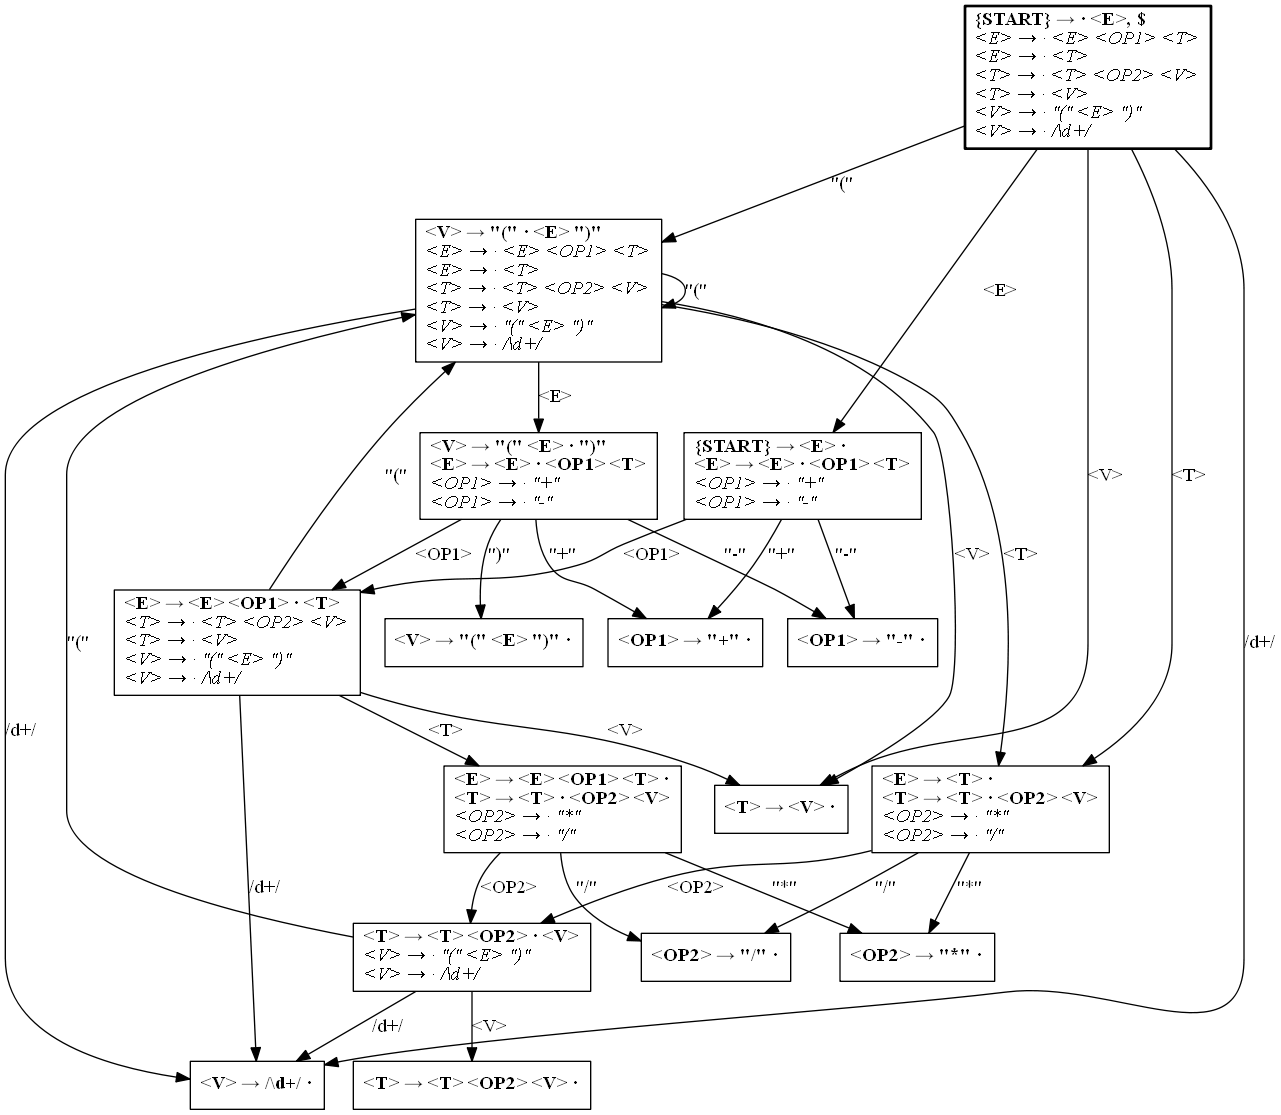 {START} → · <E>, $
<E> → · <E> <OP1> <T>
<E> → · <T>
<T> → · <T> <OP2> <V>
<T> → · <V>
<V> → · "(" <E> ")"
<V> → · /\d+/
"("
<V> → "(" · <E> ")"
<E> → · <E> <OP1> <T>
<E> → · <T>
<T> → · <T> <OP2> <V>
<T> → · <V>
<V> → · "(" <E> ")"
<V> → · /\d+/
"("
<E>
<E>
<V> → "(" <E> · ")"
<E> → <E> · <OP1> <T>
<OP1> → · "+"
<OP1> → · "-"
{START} → <E> ·
<E> → <E> · <OP1> <T>
<OP1> → · "+"
<OP1> → · "-"
"("
<V>
<T>
<OP1>
")"
"+"
<OP1>
"-"
"+"
"-"
<V>
<T>
<E> → <E> <OP1> · <T>
<T> → · <T> <OP2> <V>
<T> → · <V>
<V> → · "(" <E> ")"
<V> → · /\d+/
<V> → "(" <E> ")" ·
<OP1> → "+" ·
<OP1> → "-" ·
"("
/d+/
/d+/
<T>
<V>
<E> → <E> <OP1> <T> ·
<T> → <T> · <OP2> <V>
<OP2> → · "*"
<OP2> → · "/"
<T> → <V> ·
<E> → <T> ·
<T> → <T> · <OP2> <V>
<OP2> → · "*"
<OP2> → · "/"
/d+/
<OP2>
"/"
<OP2>
"*"
"/"
"*"
<T> → <T> <OP2> · <V>
<V> → · "(" <E> ")"
<V> → · /\d+/
<OP2> → "/" ·
<OP2> → "*" ·
/d+/
<V>
<V> → /\d+/ ·
<T> → <T> <OP2> <V> ·